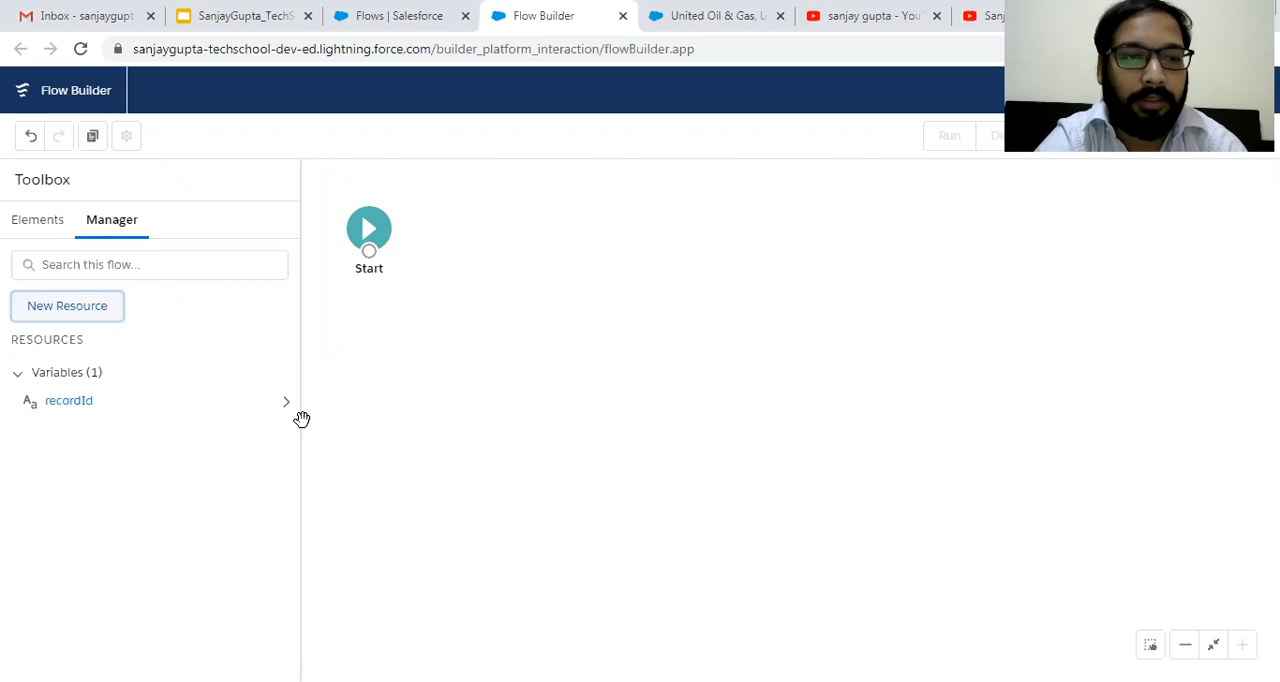 Inbox - sanjaygupt
SanjayGupta_TechS
Flows | Salesforce
Flow Builder
United Oil & Gas,
sanjay gupta - You
sanjaygupta-techschool-dev-ed.lightning.force.com/builder_platform_interaction/flowBuilder.app
Flow Builder
Run
Toolbox
Elements
Manager
Search this flow...
New Resource
RESOURCES
Variables (1)
Aa recordId
Start